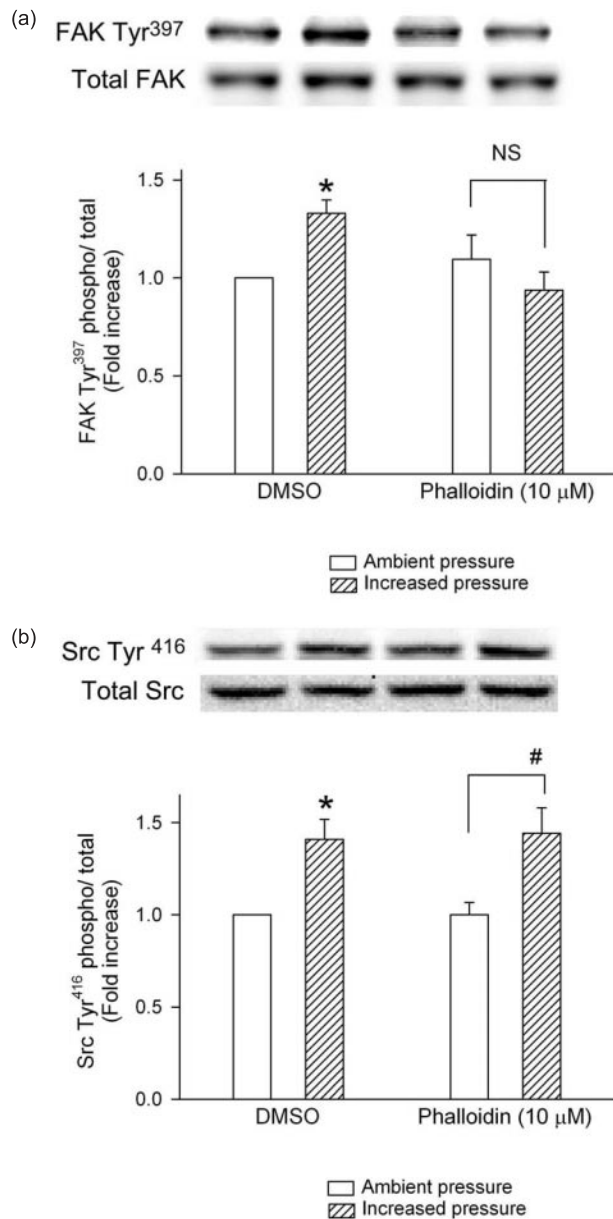 (a)
FAK Tyr³⁹⁷
Total FAK
NS
*
1.5
1.0
0.5
0.0
FAK Tyr³⁹⁷ phospho/ total
(Fold increase)
DMSO
Phalloidin (10 μM)
Ambient pressure
Increased pressure
(b)
Src Tyr ⁴¹⁶
Total Src
#
*
1.5
1.0
0.5
0.0
Src Tyr⁴¹⁶ phospho/ total
(Fold increase)
DMSO
Phalloidin (10 μM)
Ambient pressure
Increased pressure